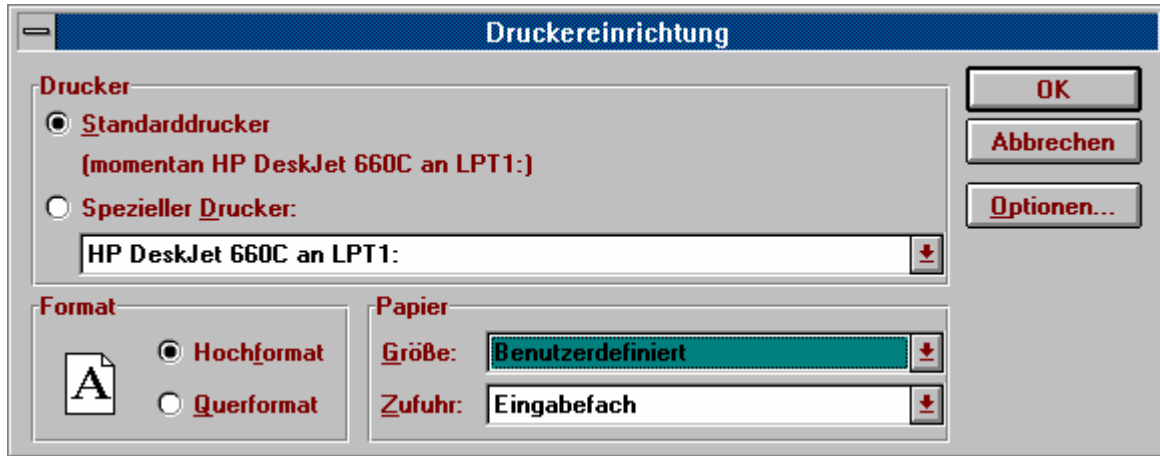 Druckereinrichtung
Drucker
Standarddrucker
(momentan HP DeskJet 660C an LPT1:)
Spezieller Drucker:
HP DeskJet 660C an LPT1:
OK
Abbrechen
Optionen...
Format
A
Hochformat
Querformat
Papier
Größe: Benutzerdefiniert
Zufuhr: Eingabefach